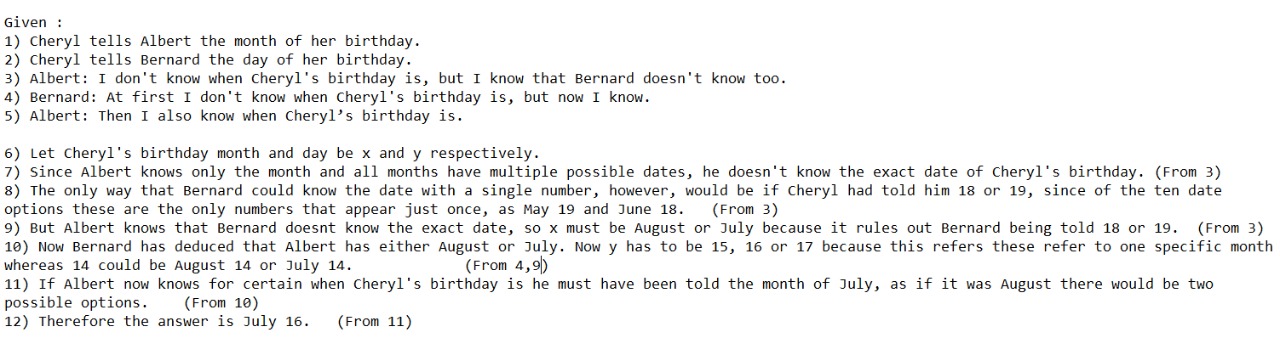 Given :
1) Cheryl tells Albert the month of her birthday.
2) Cheryl tells Bernard the day of her birthday.
3) Albert: I don't know when Cheryl's birthday is, but I know that Bernard doesn't know too.
4) Bernard: At first I don't know when Cheryl's birthday is, but now I know.
5) Albert: Then I also know when Cheryl’s birthday is.
6) Let Cheryl's birthday month and day be x and y respectively.
7) Since Albert knows only the month and all months have multiple possible dates, he doesn't know the exact date of Cheryl's birthday. (From 3)
8) The only way that Bernard could know the date with a single number, however, would be if Cheryl had told him 18 or 19, since of the ten date
options these are the only numbers that appear just once, as May 19 and June 18. (From 3)
9) But Albert knows that Bernard doesnt know the exact date, so x must be August or July because it rules out Bernard being told 18 or 19. (From 3)
10) Now Bernard has deduced that Albert has either August or July. Now y has to be 15, 16 or 17 because this refers these refer to one specific month
whereas 14 could be August 14 or July 14. (From 4,9)
11) If Albert now knows for certain when Cheryl's birthday is he must have been told the month of July, as if it was August there would be two
possible options. (From 10)
12) Therefore the answer is July 16. (From 11)